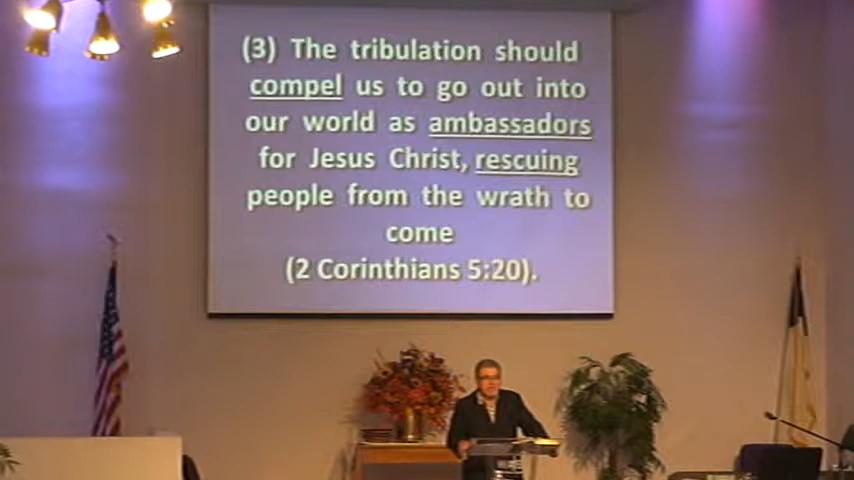 (3) The tribulation should
compel us to go out into
our world as ambassadors
for Jesus Christ, rescuing
people from the wrath to
come
(2 Corinthians 5:20).